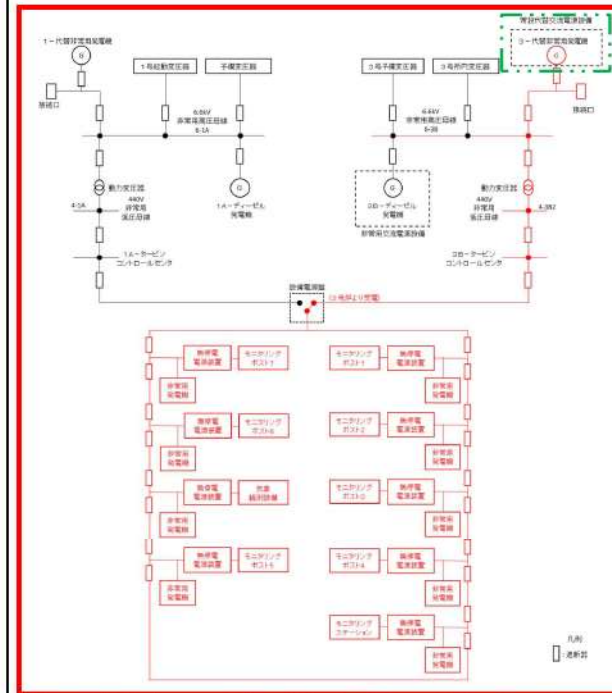 常設代替交流電源設備
1-代替非常用発電機
G
接続口
1号起動変圧器
予備変圧器
3号予備変圧器
3号所内変圧器
3-代替非常用発電機
G
接続口
6.6kV
非常用高圧母線
6-1A
6.6kV
非常用高圧母線
6-3B
動力変圧器
440V
非常用
低圧母線
4-1A
G
1A-ディーゼル
発電機
G
3B-ディーゼル
発電機
非常用交流電源設備
動力変圧器
440V
非常用
低圧母線
4-3B2
1A-タービン
コントロールセンタ
3B-タービン
コントロールセンタ
設備電源盤
(3号炉より受電)
無停電
電源装置
モニタリング
ポスト7
非常用
発電機
モニタリング
ポスト1
無停電
電源装置
非常用
発電機
無停電
電源装置
モニタリング
ポスト6
非常用
発電機
モニタリング
ポスト2
無停電
電源装置
非常用
発電機
無停電
電源装置
気象
観測設備
非常用
発電機
モニタリング
ポスト3
無停電
電源装置
非常用
発電機
無停電
電源装置
モニタリング
ポスト5
非常用
発電機
モニタリング
ポスト4
無停電
電源装置
非常用
発電機
モニタリング
ステーション
無停電
電源装置
非常用
発電機
凡例
:遮断器